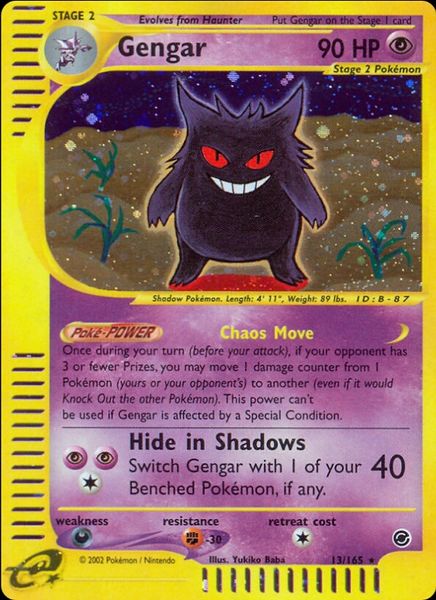 STAGE 2 Evolves from Haunter Put Gengar on the Stage 1 card
Gengar 90 HP
Stage 2 Pokémon
Shadow Pokémon. Length: 4' 11", Weight: 89 lbs. ID:B-87
Poké-POWER Chaos Move
Once during your turn (before your attack), if your opponent has
3 or fewer Prizes, you may move 1 damage counter from 1
Pokémon (yours or your opponent's) to another (even if it would
Knock Out the other Pokémon). This power can't
be used if Gengar is affected by a Special Condition.
Hide in Shadows
Switch Gengar with 1 of your 40
Benched Pokémon, if any.
weakness resistance retreat cost
-30
©2002 Pokémon / Nintendo Illus. Yukiko Baba 13/165
e